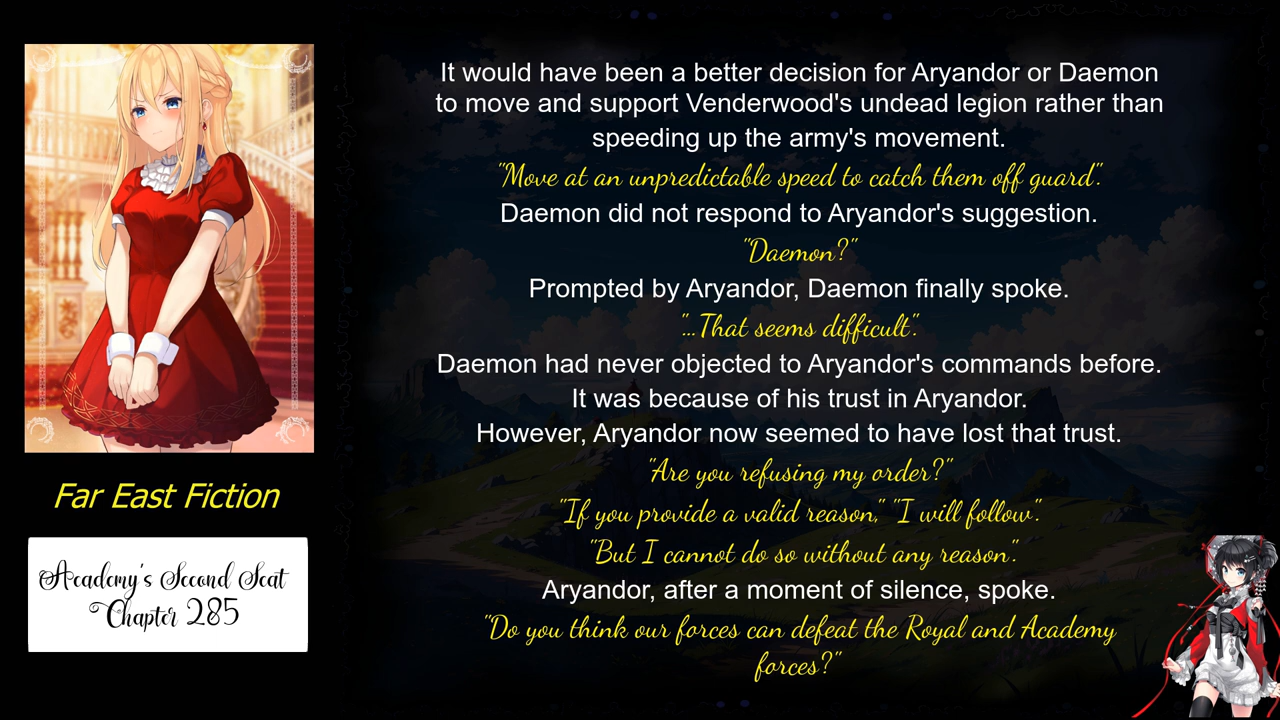 It would have been a better decision for Aryandor or Daemon
to move and support Venderwood's undead legion rather than
speeding up the army's movement.
"Move at an unpredictable speed to catch them off guard".
Daemon did not respond to Aryandor's suggestion.
"Daemon?"
Prompted by Aryandor, Daemon finally spoke.
"...That seems difficult".
Daemon had never objected to Aryandor's commands before.
It was because of his trust in Aryandor.
However, Aryandor now seemed to have lost that trust.
"Are you refusing my order?"
"If you provide a valid reason," "I will follow".
"But I cannot do so without any reason".
Aryandor, after a moment of silence, spoke.
"Do you think our forces can defeat the Royal and Academy
forces?"
Far East Fiction
Academy's Second Seat
Chapter 285